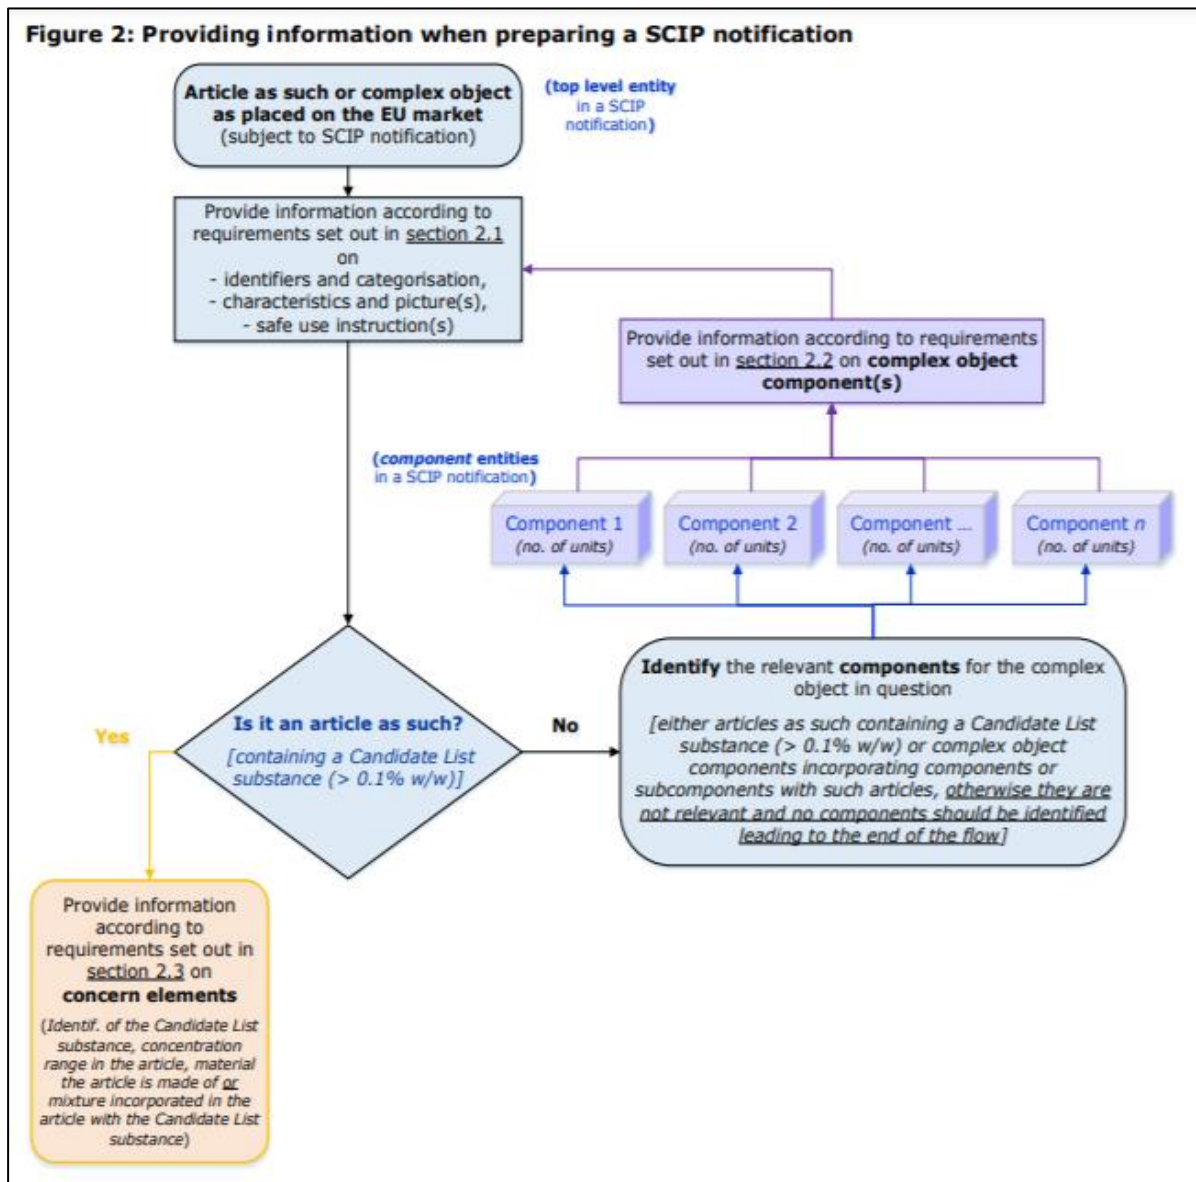 Figure 2: Providing information when preparing a SCIP notification
Article as such or complex object
as placed on the EU market
(subject to SCIP notification)
(top level entity
in a SCIP
notification)
Provide information according to
requirements set out in section 2.1
on
- identifiers and categorisation,
- characteristics and picture(s),
- safe use instruction(s)
Provide information according to requirements
set out in section 2.2 on complex object
component(s)
(component entities
in a SCIP notification)
Component 1
(no. of units)
Component 2
(no. of units)
Component ...
(no. of units)
Component n
(no. of units)
Is it an article as such?
[containing a Candidate List
substance (> 0.1% w/w)]
Yes
No
Identify the relevant components for the complex
object in question
[either articles as such containing a Candidate List
substance (> 0.1% w/w) or complex object
components incorporating components or
subcomponents with such articles, otherwise they are
not relevant and no components should be identified
leading to the end of the flow]
Provide information
according to
requirements set out in
section 2.3 on
concern elements
(Identif. of the Candidate List
substance, concentration
range in the article, material
the article is made of or
mixture incorporated in the
article with the Candidate List
substance)